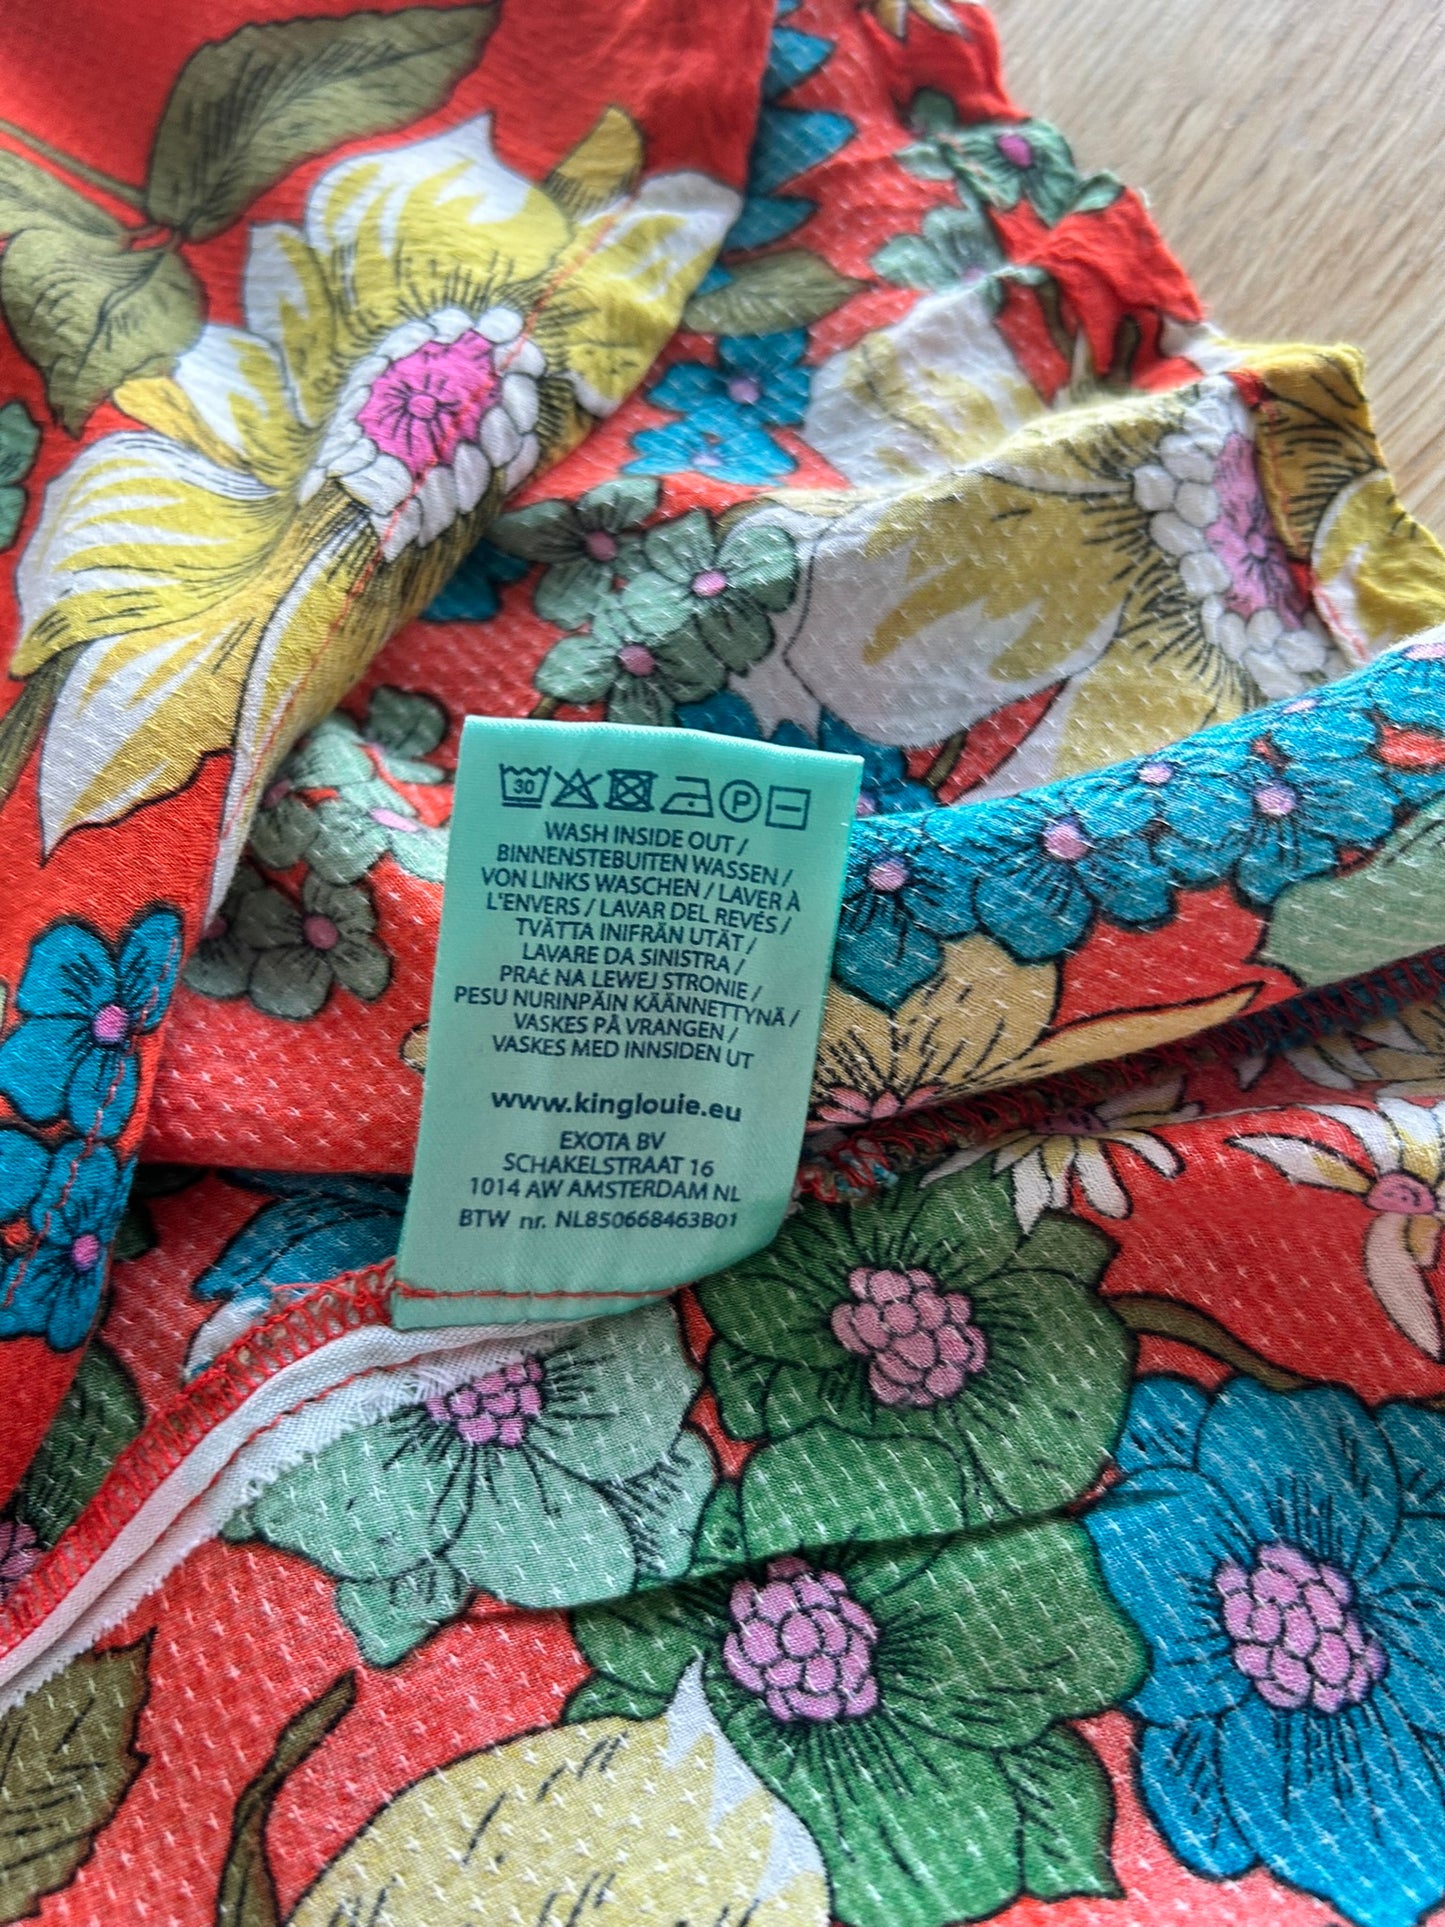 30 P
WASH INSIDE OUT /
BINNENSTEBUITEN WASSEN /
VON LINKS WASCHEN / LAVER À
L'ENVERS / LAVAR DEL REVÉS /
TVÄTTA INIFRÄN UTÄT /
LAVARE DA SINISTRA /
PRAć NA LEWEJ STRONIE /
PESU NURINPÄIN KÄÄNNETTYNÄ /
VASKES PÅ VRANGEN /
VASKES MED INNSIDEN UT
www.kinglouie.eu
EXOTA BV
SCHAKELSTRAAT 16
1014 AW AMSTERDAM NL
BTW nr. NL850668463B01